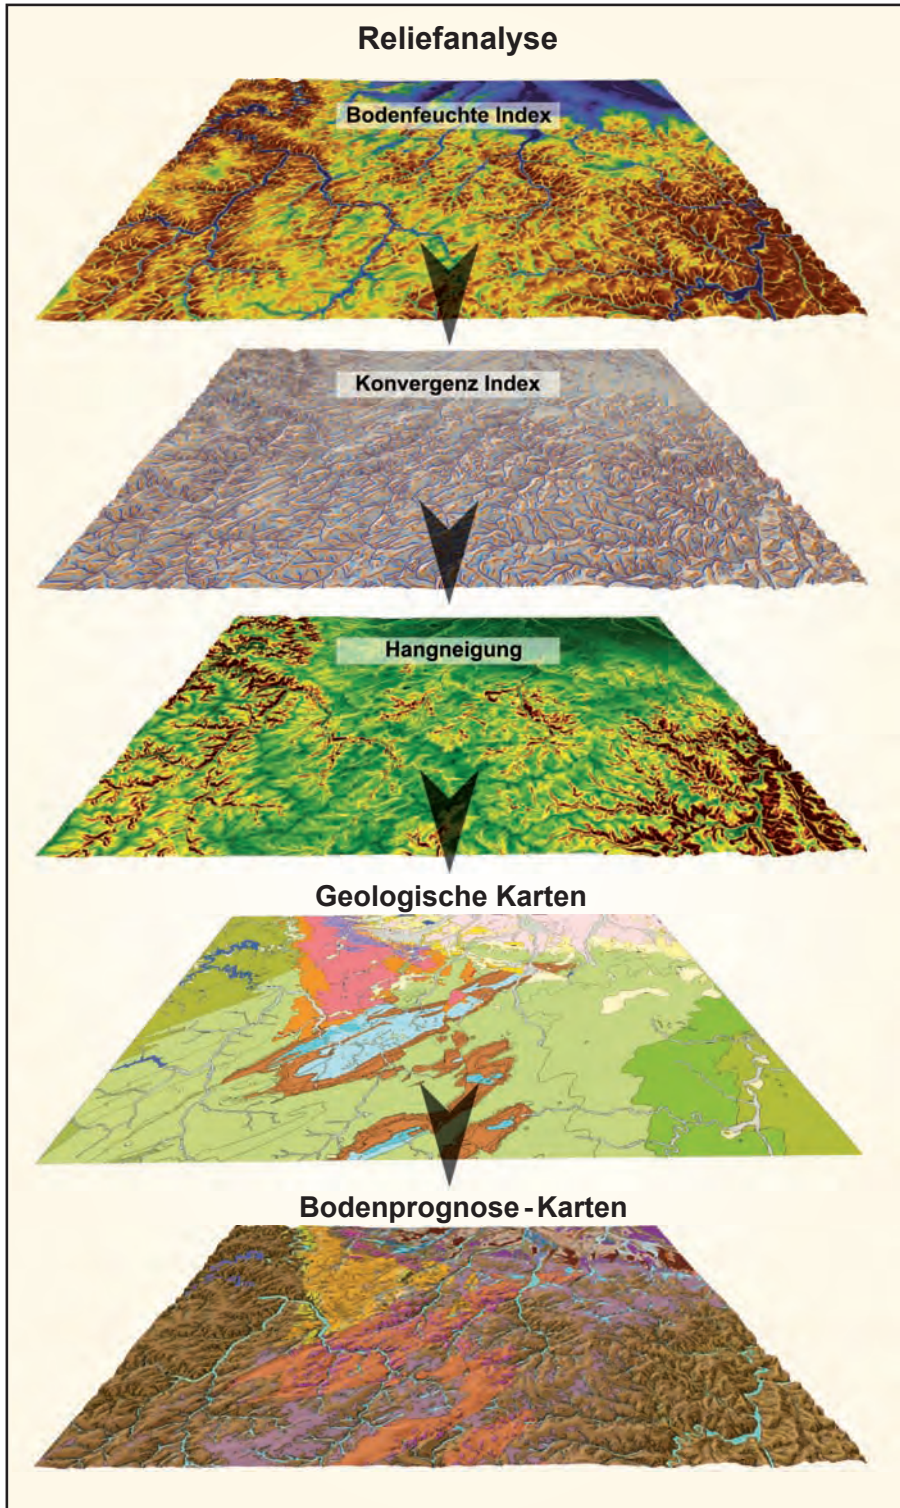 Reliefanalyse
Bodenfeuchte Index
Konvergenz Index
Hangneigung
Geologische Karten
Bodenprognose - Karten